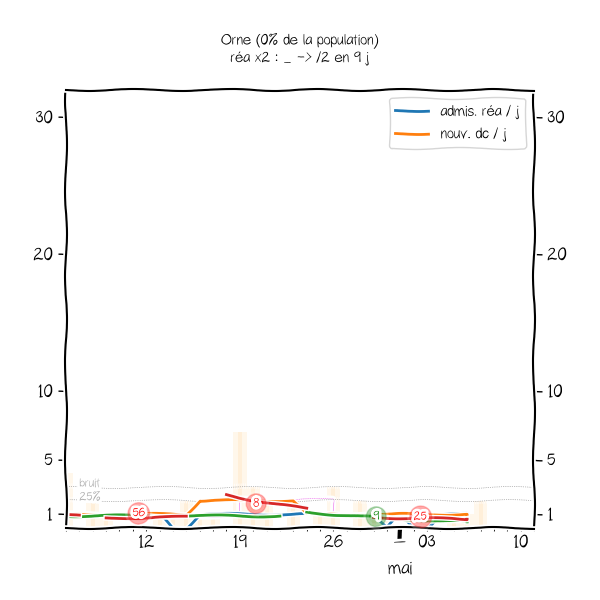 Orne (0% de la population)
réa x2 : _ -> /2 en 9 j
admis. réa / j
nouv. dc / j
30 30
20 20
10 10
5 5
bruit
25%
56 8 9 25
1 1
12 19 26 1 03 10
mai